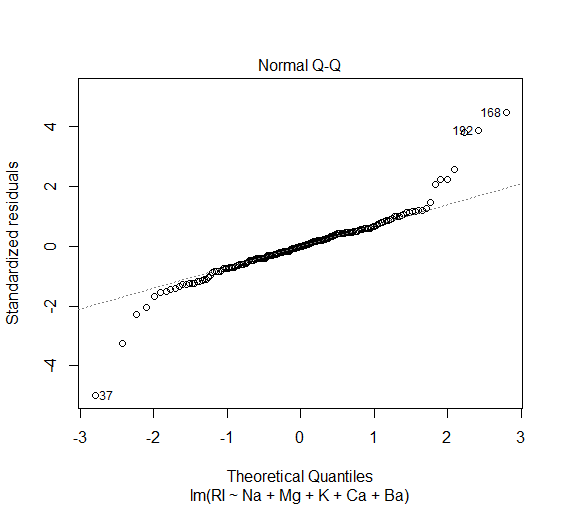 Normal Q-Q
Standardized residuals
4
2
0
-2
-4
168
192
37
-3 -2 -1 0 1 2 3
Theoretical Quantiles
lm(RI ~ Na + Mg + K + Ca + Ba)